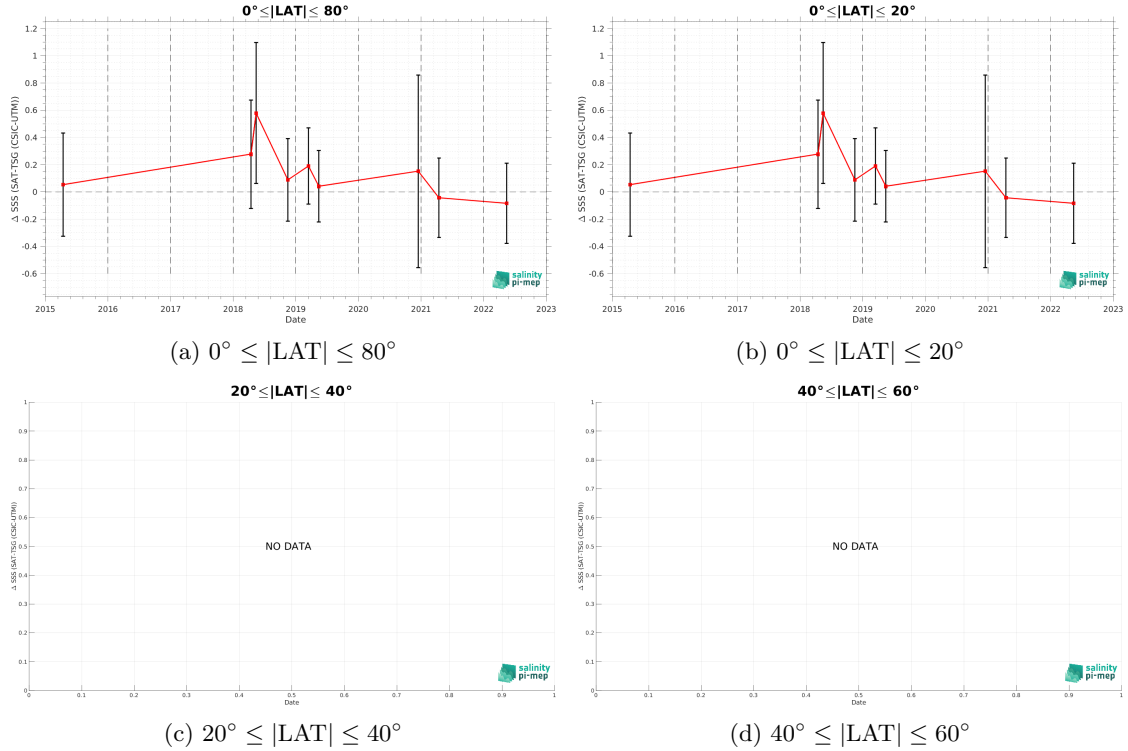 0°≤|LAT|≤ 80°
Δ SSS (SAT-TSG (CSIC-UTM))
1.2
1
0.8
0.6
0.4
0.2
0
-0.2
-0.4
-0.6
2015 2016 2017 2018 2019 2020 2021 2022 2023
Date
salinity
pi-mep
(a) 0° ≤ |LAT| ≤ 80°
0°≤|LAT|≤ 20°
Δ SSS (SAT-TSG (CSIC-UTM))
1.2
1
0.8
0.6
0.4
0.2
0
-0.2
-0.4
-0.6
2015 2016 2017 2018 2019 2020 2021 2022 2023
Date
salinity
pi-mep
(b) 0° ≤ |LAT| ≤ 20°
20°≤|LAT|≤ 40°
Δ SSS (SAT-TSG (CSIC-UTM))
1
0.9
0.8
0.7
0.6
0.5
0.4
0.3
0.2
0.1
0
NO DATA
0 0.1 0.2 0.3 0.4 0.5 0.6 0.7 0.8 0.9 1
Date
salinity
pi-mep
(c) 20° ≤ |LAT| ≤ 40°
40°≤|LAT|≤ 60°
Δ SSS (SAT-TSG (CSIC-UTM))
1
0.9
0.8
0.7
0.6
0.5
0.4
0.3
0.2
0.1
0
NO DATA
0 0.1 0.2 0.3 0.4 0.5 0.6 0.7 0.8 0.9 1
Date
salinity
pi-mep
(d) 40° ≤ |LAT| ≤ 60°